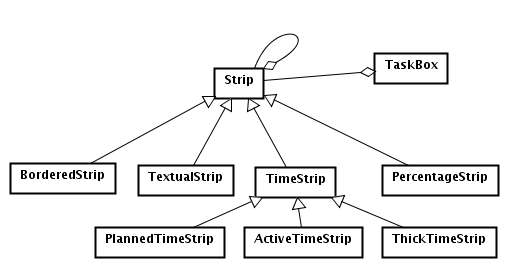 TaskBox
Strip
BorderedStrip
TextualStrip
TimeStrip
PercentageStrip
PlannedTimeStrip
ActiveTimeStrip
ThickTimeStrip